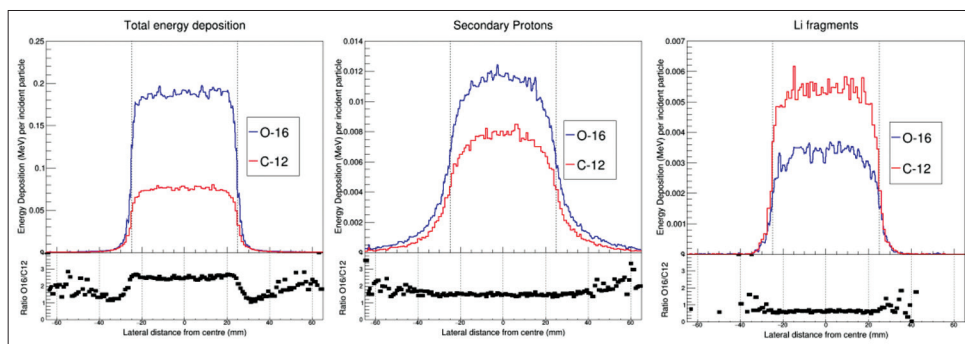 Total energy deposition
Energy Deposition (MeV) per incident particle
0.25
0.2
0.15
0.1
0.05
0
O-16
C-12
Ratio O16/C12
3
2
1
0
-60 -40 -20 0 20 40 60
Lateral distance from centre (mm)
Secondary Protons
Energy Deposition (MeV) per incident particle
0.014
0.012
0.01
0.008
0.006
0.004
0.002
0
O-16
C-12
Ratio O16/C12
3
2
1
0
-60 -40 -20 0 20 40 60
Lateral distance from centre (mm)
Li fragments
Energy Deposition (MeV) per incident particle
0.007
0.006
0.005
0.004
0.003
0.002
0.001
0
O-16
C-12
Ratio O16/C12
3
2
1
0
-60 -40 -20 0 20 40 60
Lateral distance from centre (mm)